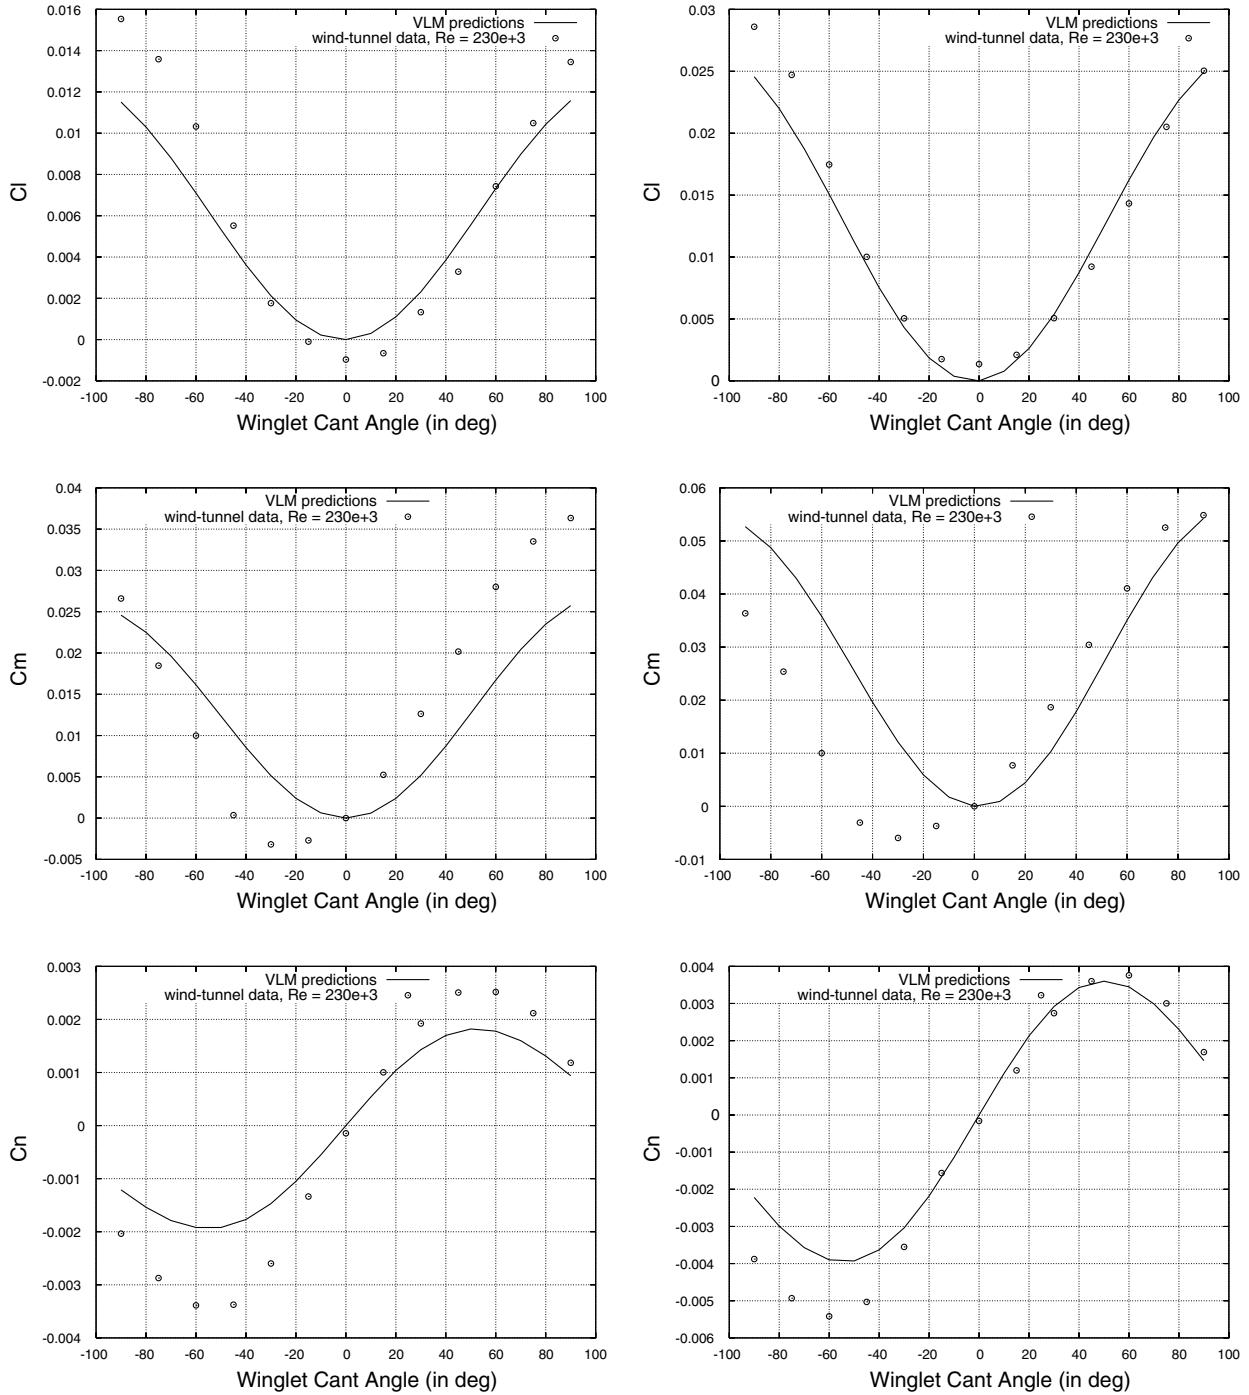 0.016
0.014
0.012
0.01
0.008
0.006
0.004
0.002
0
-0.002
-100 -80 -60 -40 -20 0 20 40 60 80 100
Cl
Winglet Cant Angle (in deg)
VLM predictions
wind-tunnel data, Re = 230e+3
0.03
0.025
0.02
0.015
0.01
0.005
0
-100 -80 -60 -40 -20 0 20 40 60 80 100
Cl
Winglet Cant Angle (in deg)
VLM predictions
wind-tunnel data, Re = 230e+3
0.04
0.035
0.03
0.025
0.02
0.015
0.01
0.005
0
-0.005
-100 -80 -60 -40 -20 0 20 40 60 80 100
Cm
Winglet Cant Angle (in deg)
VLM predictions
wind-tunnel data, Re = 230e+3
0.06
0.05
0.04
0.03
0.02
0.01
0
-0.01
-100 -80 -60 -40 -20 0 20 40 60 80 100
Cm
Winglet Cant Angle (in deg)
VLM predictions
wind-tunnel data, Re = 230e+3
0.003
0.002
0.001
0
-0.001
-0.002
-0.003
-0.004
-100 -80 -60 -40 -20 0 20 40 60 80 100
Cn
Winglet Cant Angle (in deg)
VLM predictions
wind-tunnel data, Re = 230e+3
0.004
0.003
0.002
0.001
0
-0.001
-0.002
-0.003
-0.004
-0.005
-0.006
-100 -80 -60 -40 -20 0 20 40 60 80 100
Cn
Winglet Cant Angle (in deg)
VLM predictions
wind-tunnel data, Re = 230e+3